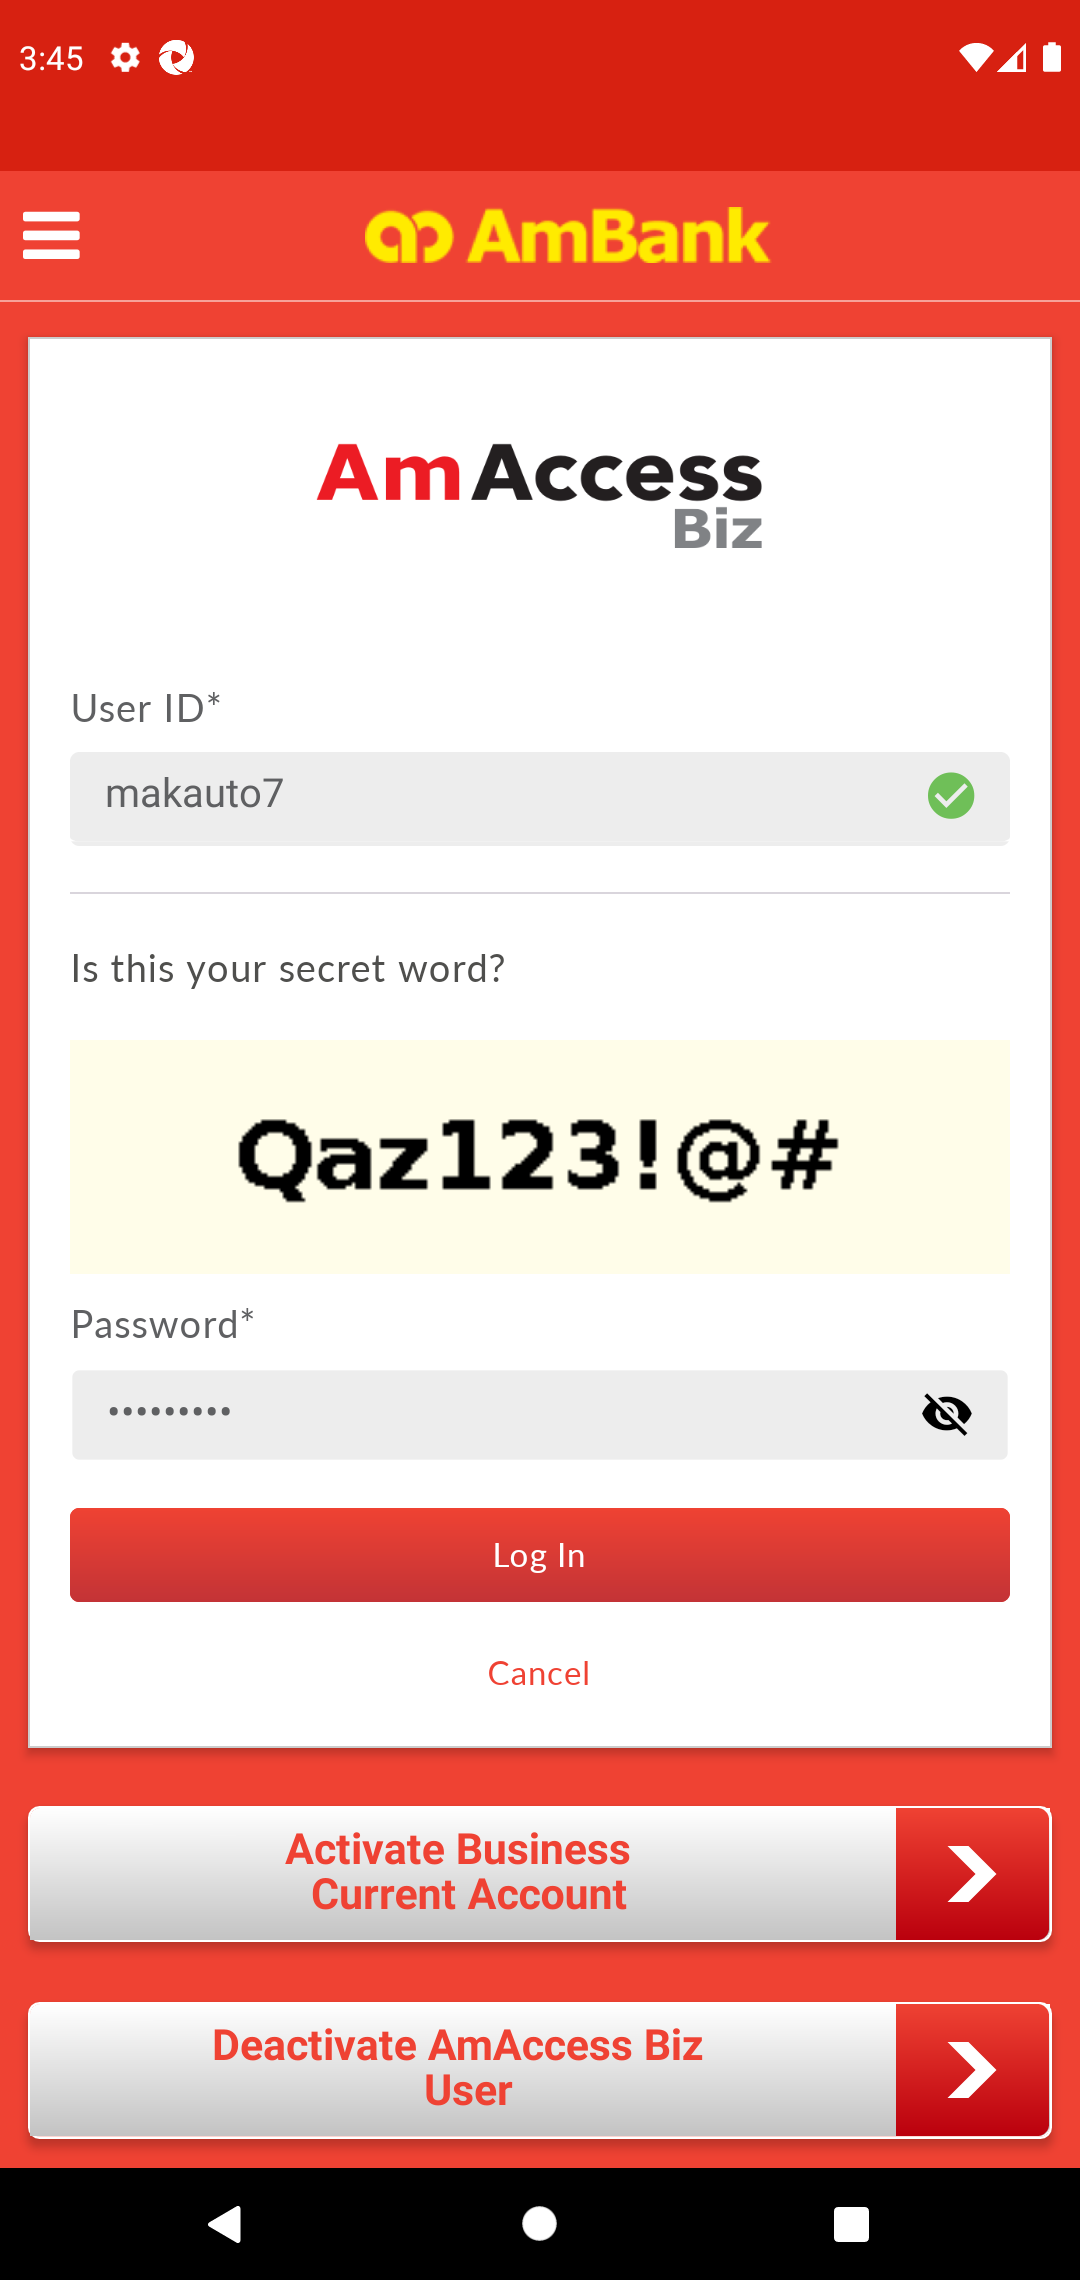 3:45
AmBank
AmAccess
Biz
User ID*
makauto7
Is this your secret word?
Qaz123!@#
Password*
•••••••••
Log In
Cancel
Activate Business
Current Account
Deactivate AmAccess Biz
User